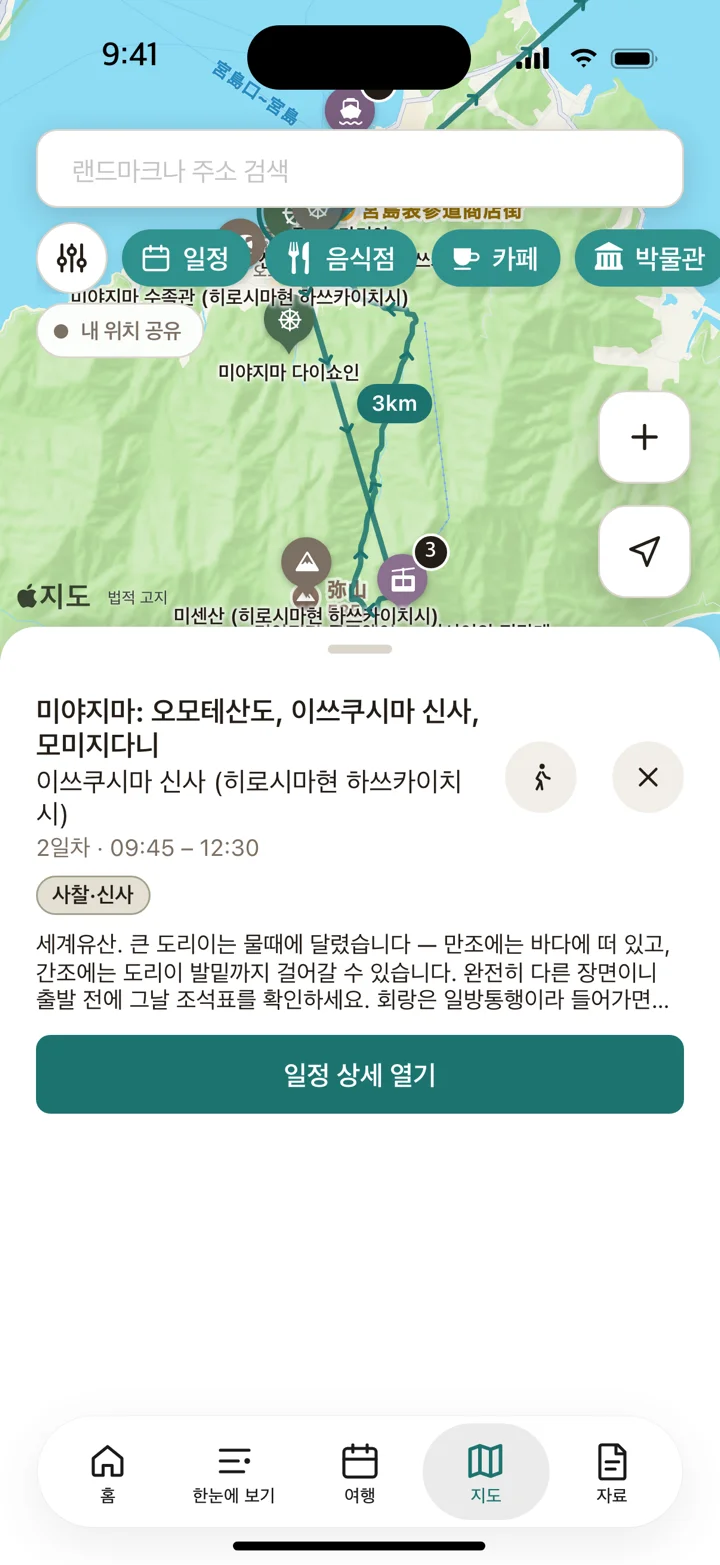 9:41
宮島口~宮島
랜드마크나 주소 검색
宮島表参道商店街
일정
음식점
카페
박물관
미야지마 수족관 (히로시마현 하쓰카이치시)
내 위치 공유
미야지마 다이쇼인
3km
3
弥山
지도
법적 고지
미센산 (히로시마현 하쓰카이치시)
미야지마: 오모테산도, 이쓰쿠시마 신사,
모미지다니
이쓰쿠시마 신사 (히로시마현 하쓰카이치
시)
2일차 · 09:45 – 12:30
사찰·신사
세계유산. 큰 도리이는 물때에 달렸습니다 — 만조에는 바다에 떠 있고,
간조에는 도리이 발밑까지 걸어갈 수 있습니다. 완전히 다른 장면이니
출발 전에 그날 조석표를 확인하세요. 회랑은 일방통행이라 들어가면...
일정 상세 열기
홈
한눈에 보기
여행
지도
자료